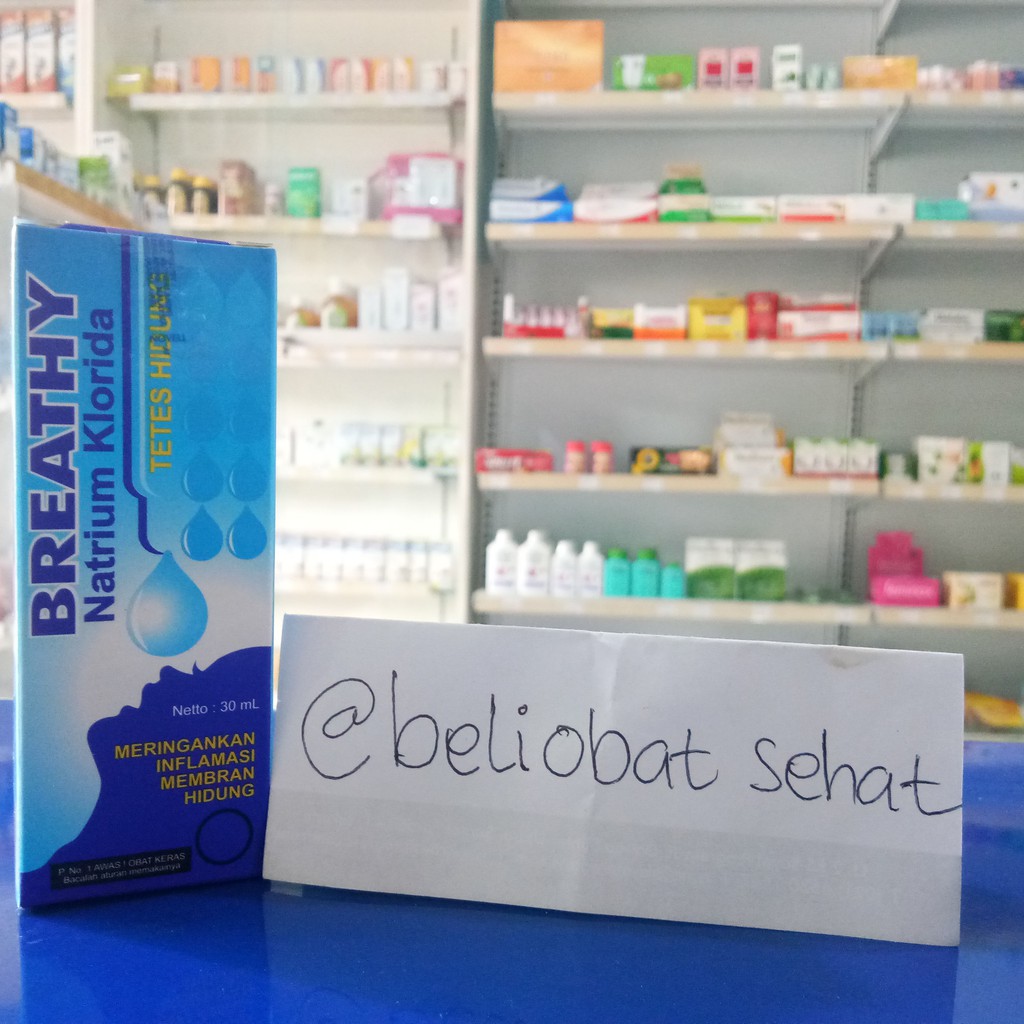 BREATHY
Natrium Klorida
TETES HIDUNG
Netto : 30 mL
MERINGANKAN
INFLAMASI
MEMBRAN
HIDUNG
P. No. 1 AWAS ! OBAT KERAS
Bacalah aturan memakainya
@beliobat sehat